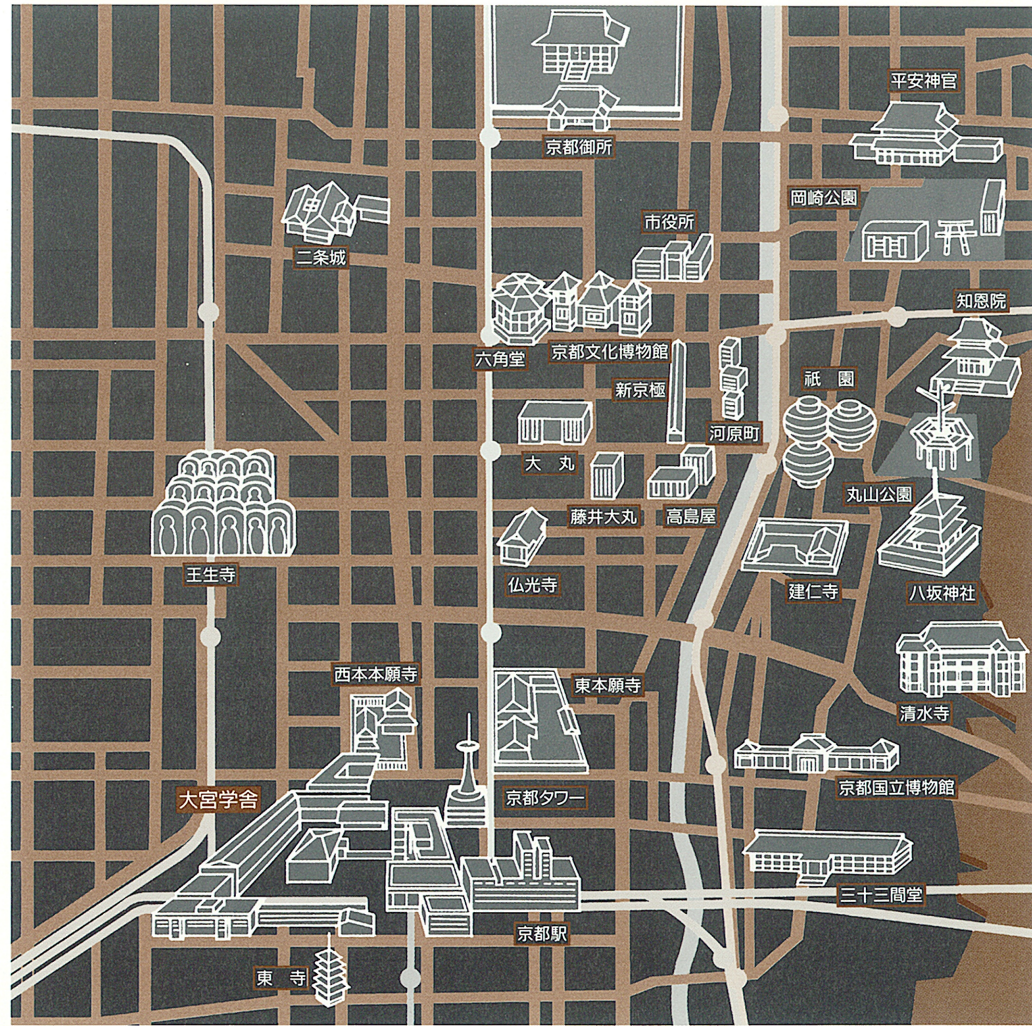 平安神宮
京都御所
岡崎公園
市役所
二条城
知恩院
六角堂
京都文化博物館
祇　園
新京極
河原町
大　丸
丸山公園
藤井大丸
高島屋
王生寺
仏光寺
建仁寺
八坂神社
西本本願寺
東本願寺
清水寺
京都国立博物館
大宮学舎
京都タワー
三十三間堂
京都駅
東　寺